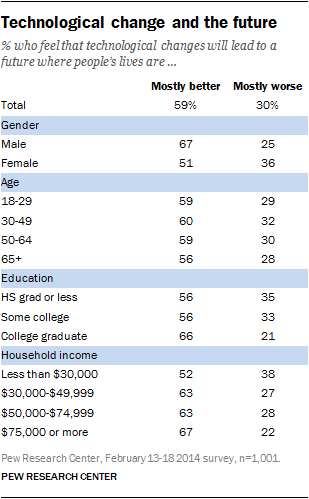 Technological change and the future
% who feel that technological changes will lead to a
future where people's lives are ...
Mostly better Mostly worse
Total 59% 30%
Gender
Male 67 25
Female 51 36
Age
18-29 59 29
30-49 60 32
50-64 59 30
65+ 56 28
Education
HS grad or less 56 35
Some college 56 33
College graduate 66 21
Household income
Less than $30,000 52 38
$30,000-$49,999 63 27
$50,000-$74,999 63 28
$75,000 or more 67 22
Pew Research Center, February 13-18 2014 survey, n=1,001.
PEW RESEARCH CENTER